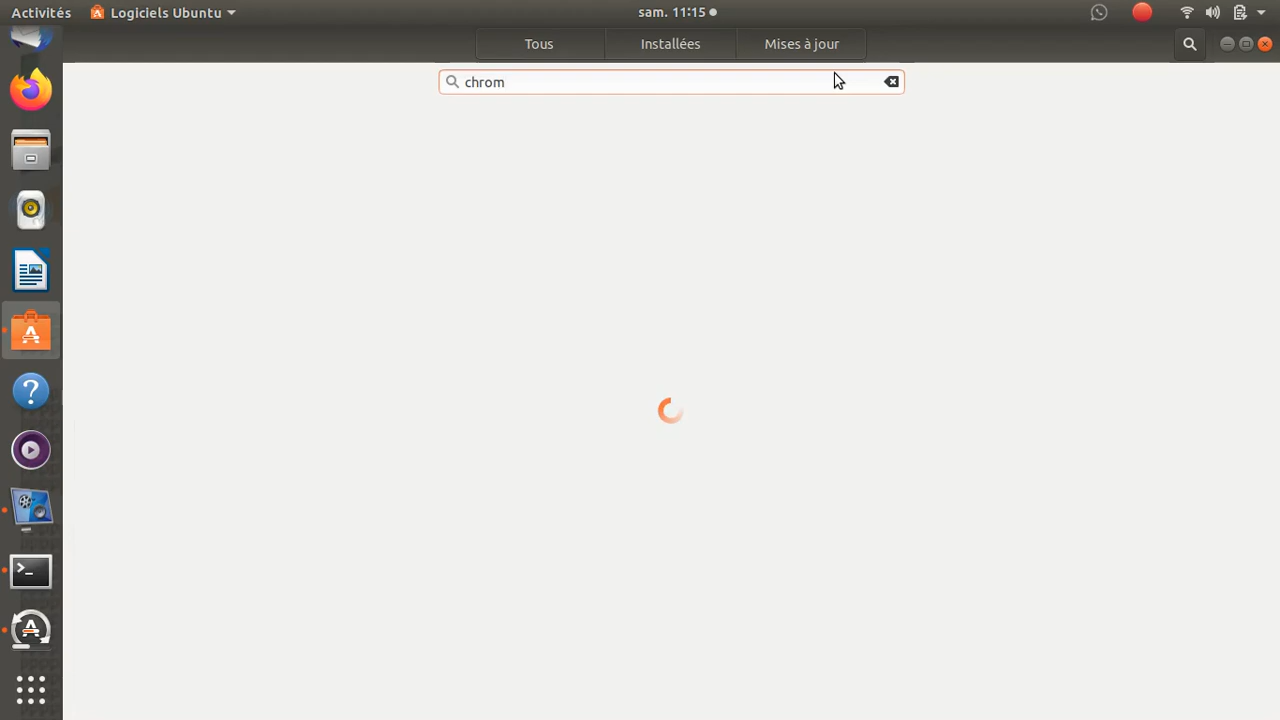 Activités
Logiciels Ubuntu
sam. 11:15
Tous
Installées
Mises à jour
chrom